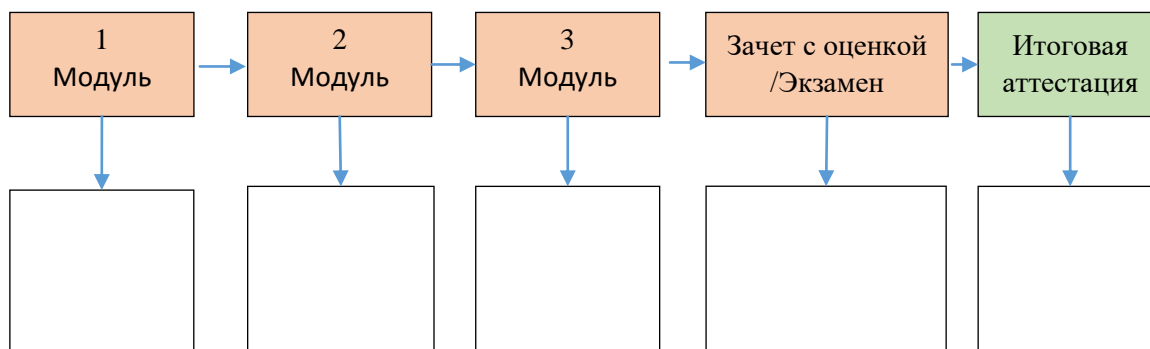 1
Модуль
2
Модуль
3
Модуль
Зачет с оценкой
/Экзамен
Итоговая
аттестация